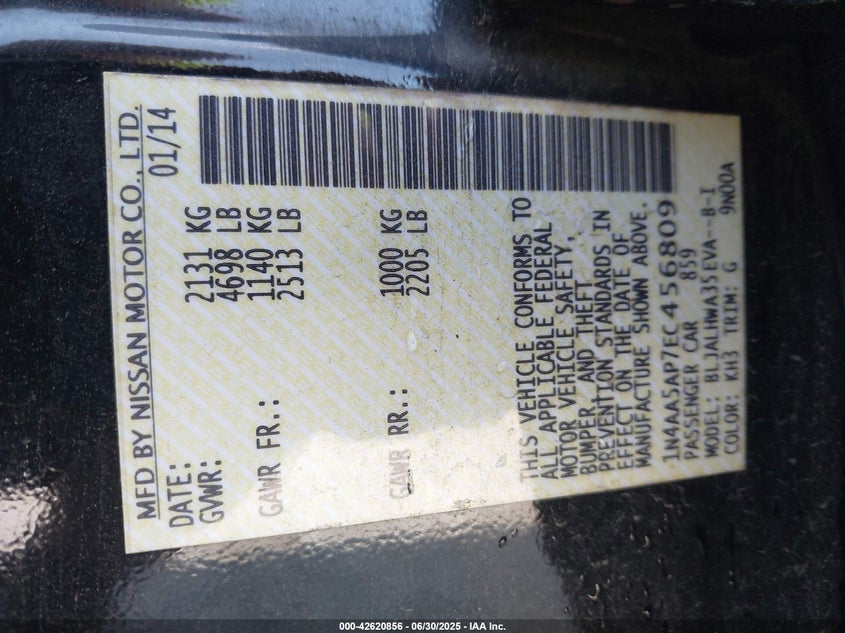 MFD BY NISSAN MOTOR CO., LTD.
DATE: 01/14
GVWR: 2131 KG
4698 LB
GAWR FR.: 1140 KG
2513 LB
GAWR RR.: 1000 KG
2205 LB
THIS VEHICLE CONFORMS TO
ALL APPLICABLE FEDERAL
MOTOR VEHICLE SAFETY,
BUMPER, AND THEFT
PREVENTION STANDARDS IN
EFFECT ON THE DATE OF
MANUFACTURE SHOWN ABOVE.
1N4AA5AP7EC456809
PASSENGER CAR 859
MODEL: BLJALHWA35EVA--B-I
COLOR: KH3 TRIM: G 9N00A
000-42620856 - 06/30/2025 - IAA Inc.